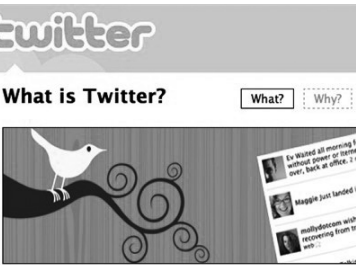 twitter
What is Twitter?
What?
Why?
Ev Waited all morning f
without power or
over, back at office.
Maggie Just landed
mollydotcom wish
recovering from tr
web